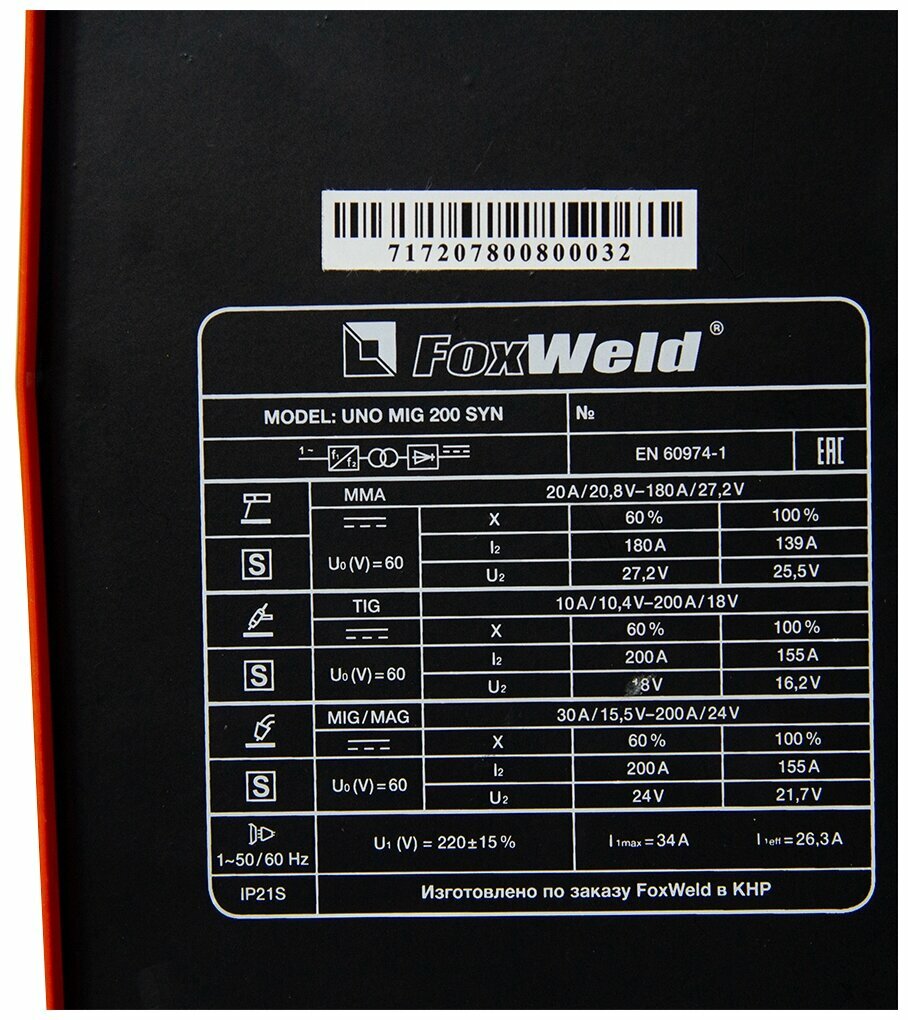 717207800800032
FoxWeld®
MODEL: UNO MIG 200 SYN №
1~ f1 f2 EN 60974-1 EAC
MMA 20A/20,8V–180A/27,2V
X 60% 100%
I2 180A 139A
S U0(V)=60
U2 27,2V 25,5V
TIG 10A/10,4V–200A/18V
X 60% 100%
I2 200A 155A
S U0(V)=60
U2 18V 16,2V
MIG/MAG 30A/15,5V–200A/24V
X 60% 100%
I2 200A 155A
S U0(V)=60
U2 24V 21,7V
U1 (V) = 220±15% I1max=34A I1eff=26,3A
1~50/60 Hz
IP21S Изготовлено по заказу FoxWeld в КНР